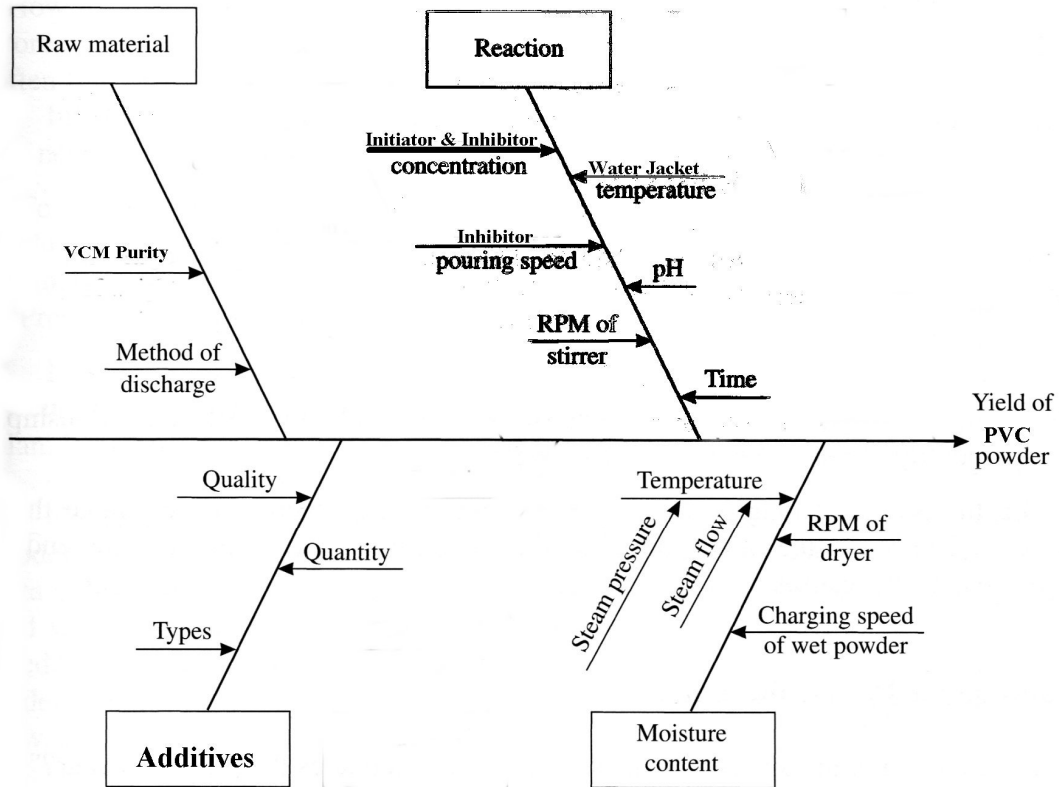 Raw material
Reaction
Initiator & Inhibitor
concentration
Water Jacket
temperature
VCM Purity
Inhibitor
pouring speed
pH
Method of
discharge
RPM of
stirrer
Time
Yield of
PVC
powder
Quality
Quantity
Types
Temperature
Steam pressure
Steam flow
RPM of
dryer
Charging speed
of wet powder
Additives
Moisture
content